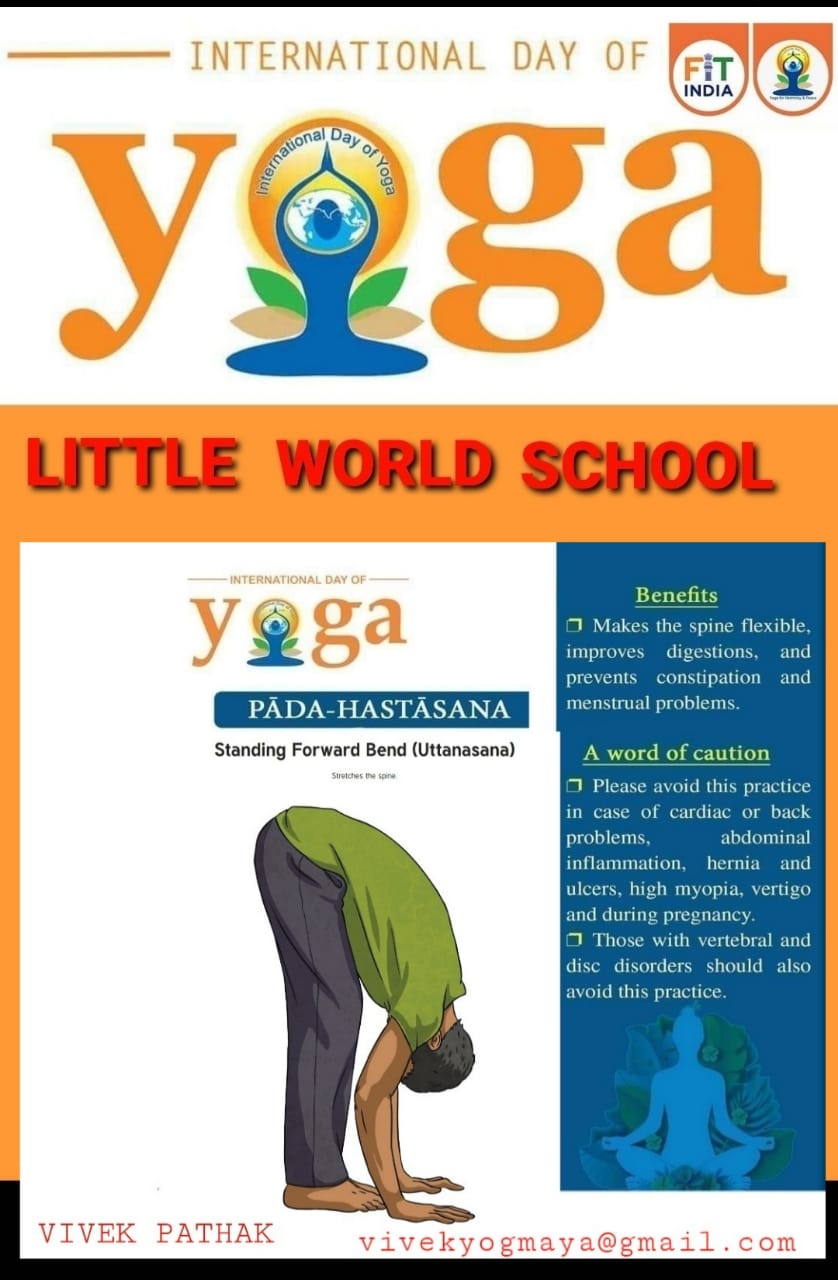 INTERNATIONAL DAY OF
FiT
INDIA
yoga
International Day of Yoga
LITTLE WORLD SCHOOL
INTERNATIONAL DAY OF
yoga
PĀDA-HASTĀSANA
Standing Forward Bend (Uttanasana)
Stretches the spine.
Benefits
❒ Makes the spine flexible,
improves digestions, and
prevents constipation and
menstrual problems.
A word of caution
❒ Please avoid this practice
in case of cardiac or back
problems, abdominal
inflammation, hernia and
ulcers, high myopia, vertigo
and during pregnancy.
❒ Those with vertebral and
disc disorders should also
avoid this practice.
VIVEK PATHAK
vivekyogmaya@gmail.com